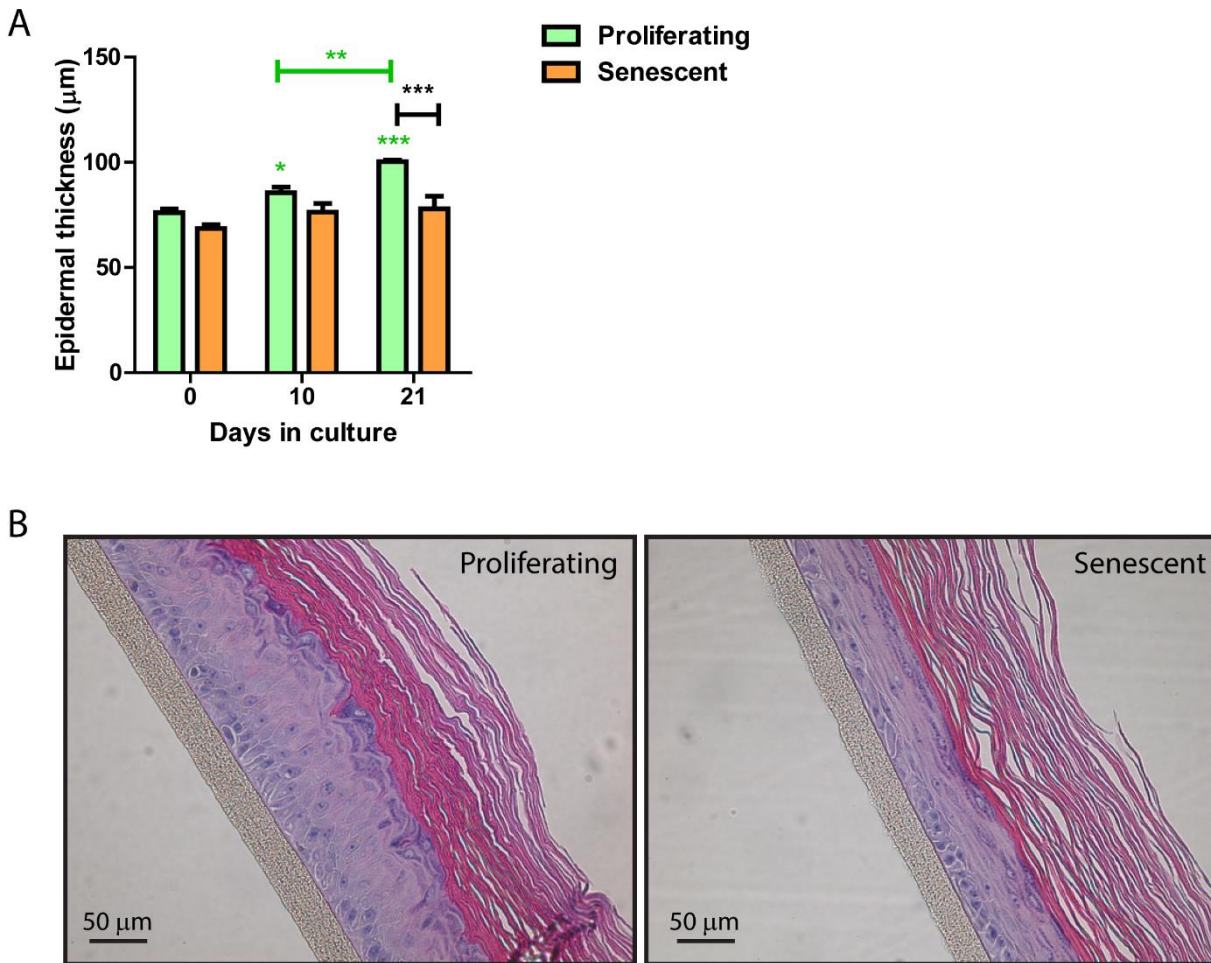 A
Proliferating
Senescent
Epidermal thickness (μm)
150
100
50
0
**
***
*
***
0 10 21
Days in culture
B
Proliferating
Senescent
50 μm
50 μm